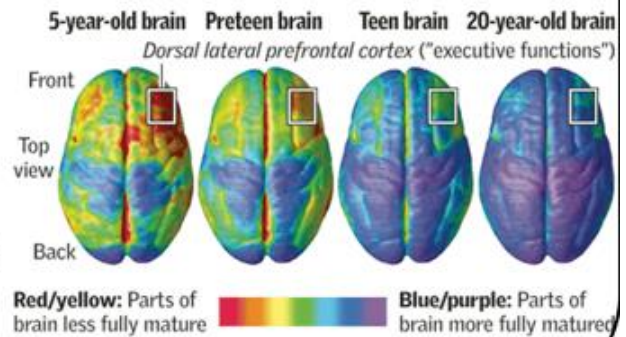 5-year-old brain Preteen brain Teen brain 20-year-old brain
Dorsal lateral prefrontal cortex ("executive functions")
Front
Top
view
Back
Red/yellow: Parts of
brain less fully mature
Blue/purple: Parts of
brain more fully matured